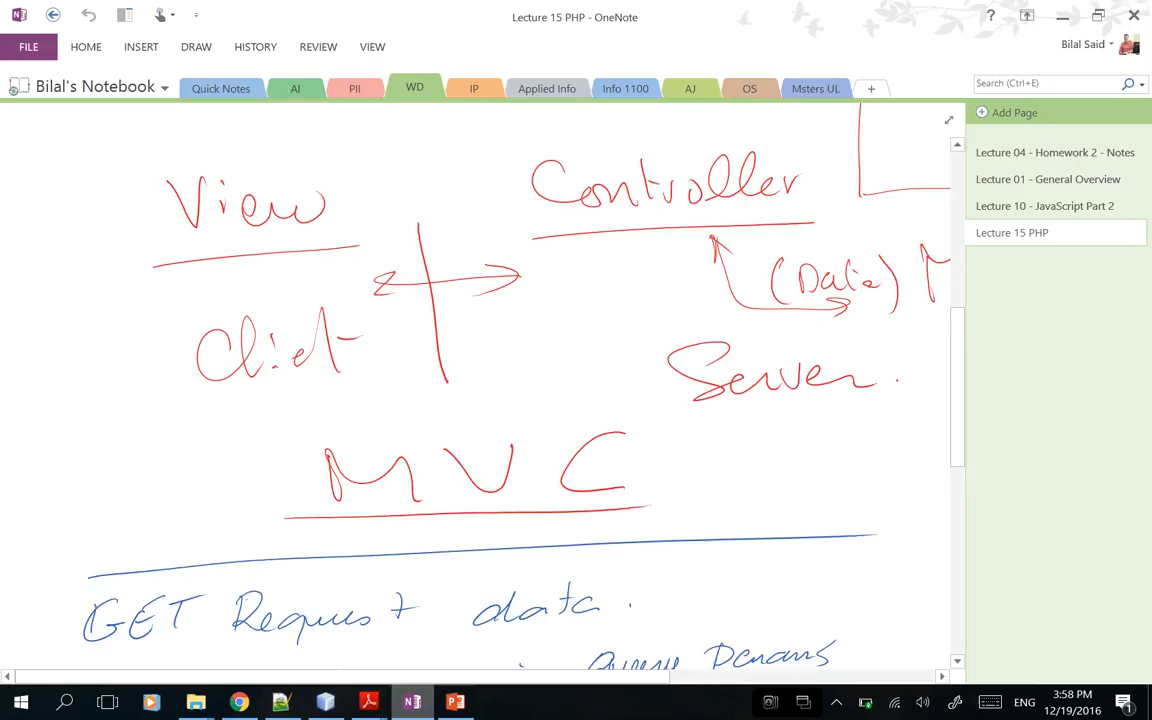 Lecture 15 PHP - OneNote
?
FILE HOME INSERT DRAW HISTORY REVIEW VIEW
Bilal Said
Bilal's Notebook Quick Notes AI PII WD IP Applied Info Info 1100 AJ OS Msters UL +
Search (Ctrl+E)
Add Page
Lecture 04 - Homework 2 - Notes
Lecture 01 - General Overview
Lecture 10 - JavaScript Part 2
Lecture 15 PHP
View Controller
(Data) M
Client
Server.
M V C
GET Request data.
ENG
3:58 PM
12/19/2016
1